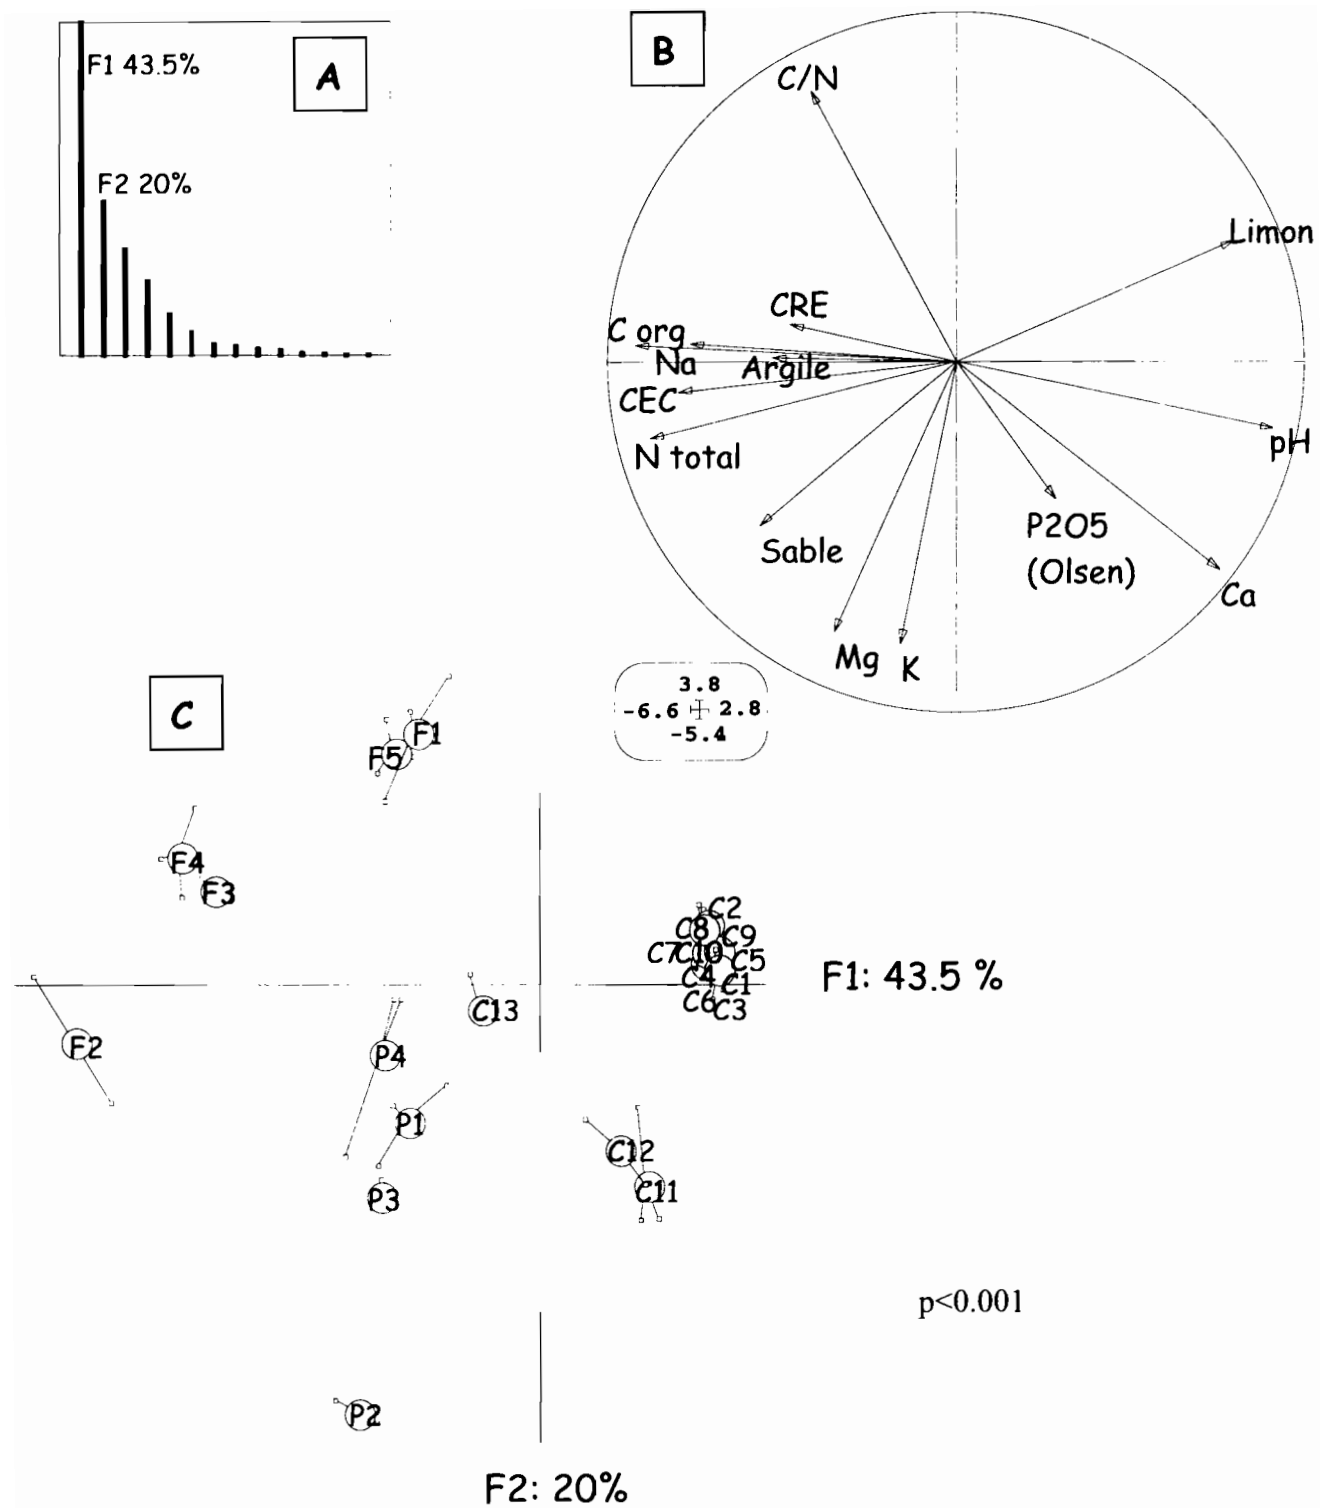 A
F1 43.5%
F2 20%
B
C/N
Limon
CRE
C org
Na
Argile
CEC
N total
pH
P2O5
(Olsen)
Sable
Ca
Mg
K
C
3.8
-6.6 2.8
-5.4
F1
F5
F4
F3
C2
C8
C9
C7
C10
C5
C4
C1
C6
C3
F1: 43.5 %
C13
F2
P4
P1
C12
P3
C11
p<0.001
P2
F2: 20%